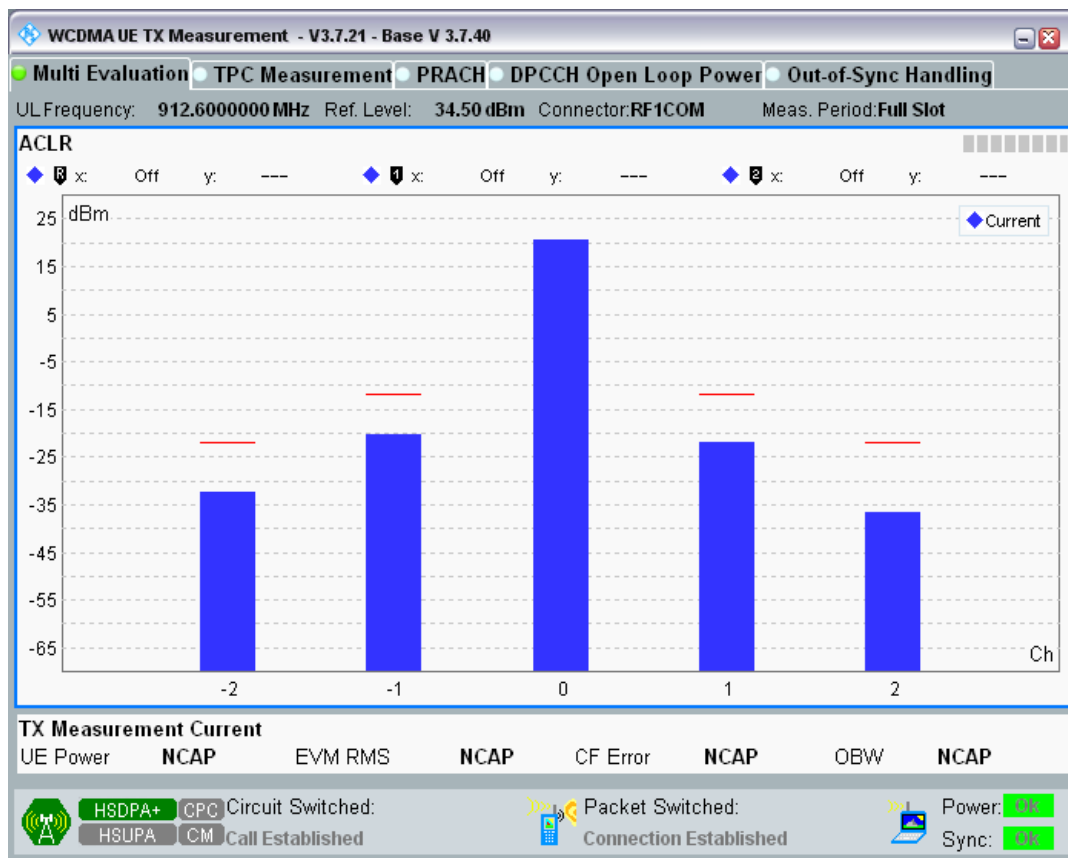 WCDMA UE TX Measurement - V3.7.21 - Base V 3.7.40
Multi Evaluation TPC Measurement PRACH DPCCH Open Loop Power Out-of-Sync Handling
UL Frequency: 912.6000000 MHz Ref. Level: 34.50 dBm Connector:RF1COM Meas. Period:Full Slot
ACLR
R x: Off y: --- 1 x: Off y: --- 2 x: Off y: ---
dBm
Current
25
15
5
-5
-15
-25
-35
-45
-55
-65
Ch
-2 -1 0 1 2
TX Measurement Current
UE Power NCAP EVM RMS NCAP CF Error NCAP OBW NCAP
HSDPA+ CPC Circuit Switched: Packet Switched: Power: OK
HSUPA CM Call Established Connection Established Sync: OK